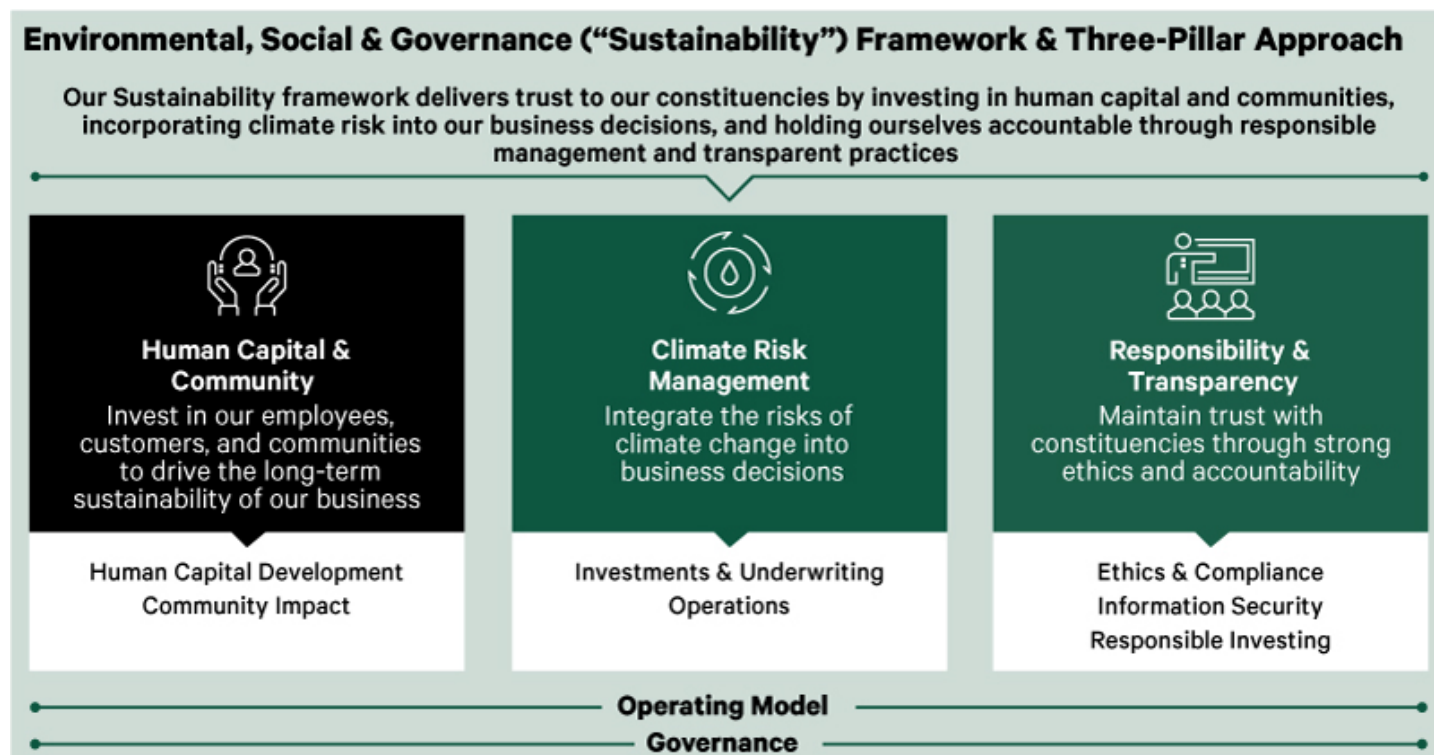 Environmental, Social & Governance (“Sustainability”) Framework & Three-Pillar Approach
Our Sustainability framework delivers trust to our constituencies by investing in human capital and communities,
incorporating climate risk into our business decisions, and holding ourselves accountable through responsible
management and transparent practices
Human Capital &
Community
Invest in our employees,
customers, and communities
to drive the long-term
sustainability of our business
Human Capital Development
Community Impact
Climate Risk
Management
Integrate the risks of
climate change into
business decisions
Investments & Underwriting
Operations
Responsibility &
Transparency
Maintain trust with
constituencies through strong
ethics and accountability
Ethics & Compliance
Information Security
Responsible Investing
Operating Model
Governance